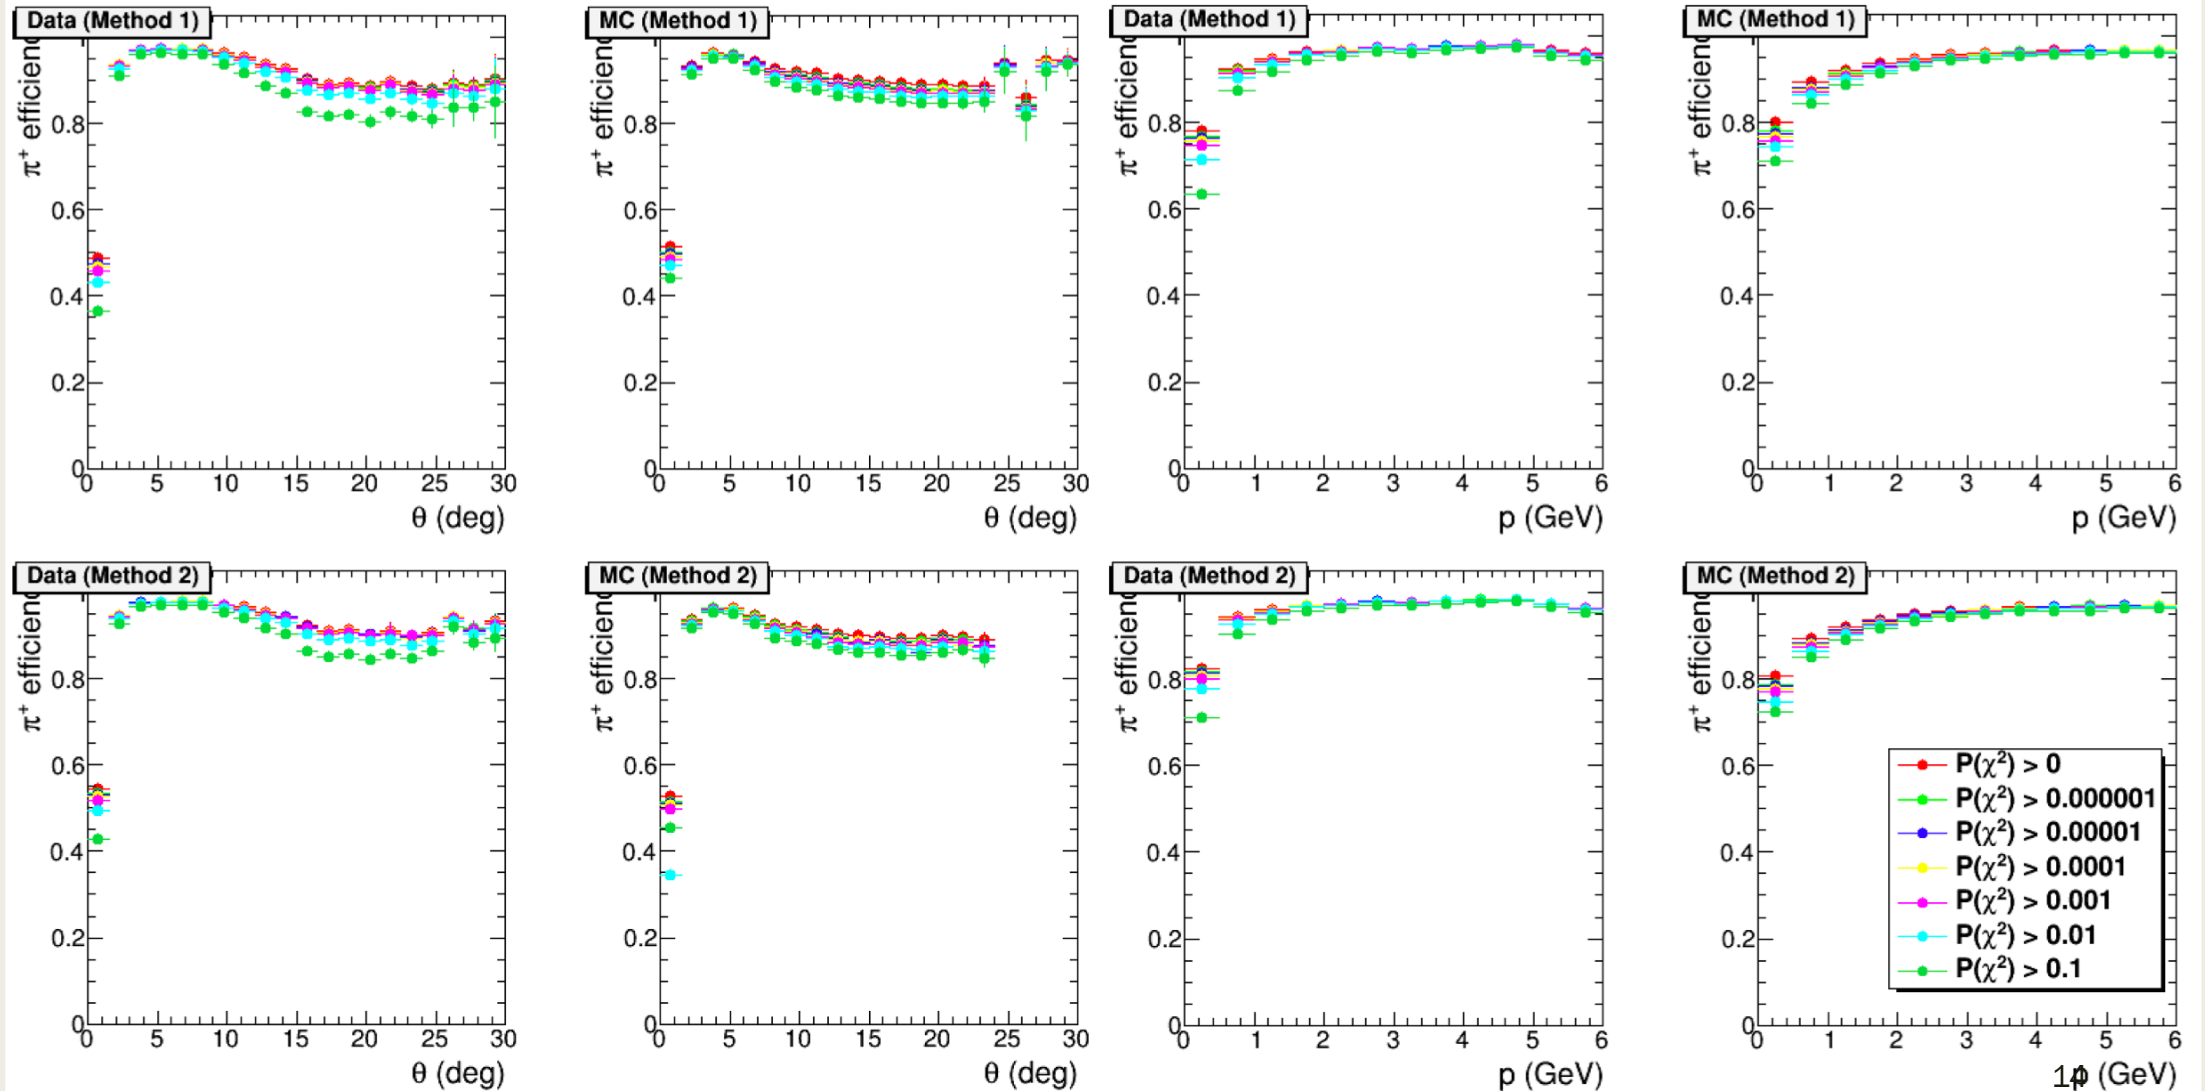 Data (Method 1)
π⁺ efficienc
0.8
0.6
0.4
0.2
0
0 5 10 15 20 25 30
θ (deg)
MC (Method 1)
π⁺ efficienc
0.8
0.6
0.4
0.2
0
0 5 10 15 20 25 30
θ (deg)
Data (Method 1)
π⁺ efficienc
0.8
0.6
0.4
0.2
0
0 1 2 3 4 5 6
p (GeV)
MC (Method 1)
π⁺ efficienc
0.8
0.6
0.4
0.2
0
0 1 2 3 4 5 6
p (GeV)
Data (Method 2)
π⁺ efficienc
0.8
0.6
0.4
0.2
0
0 5 10 15 20 25 30
θ (deg)
MC (Method 2)
π⁺ efficienc
0.8
0.6
0.4
0.2
0
0 5 10 15 20 25 30
θ (deg)
Data (Method 2)
π⁺ efficienc
0.8
0.6
0.4
0.2
0
0 1 2 3 4 5 6
p (GeV)
MC (Method 2)
π⁺ efficienc
0.8
0.6
0.4
0.2
0
P(χ²) > 0
P(χ²) > 0.000001
P(χ²) > 0.00001
P(χ²) > 0.0001
P(χ²) > 0.001
P(χ²) > 0.01
P(χ²) > 0.1
0 1 2 3 4 5 6
p (GeV)
14